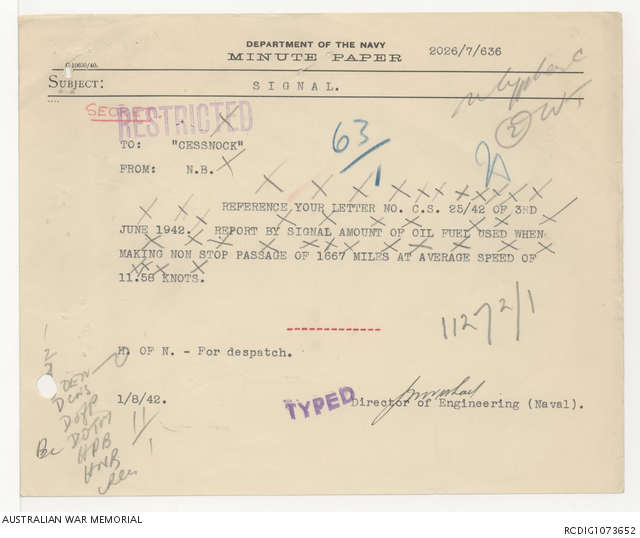 DEPARTMENT OF THE NAVY
MINUTE PAPER
2026/7/636
SUBJECT:
SIGNAL.
SECRET.
RESTRICTED
63/1
TO: "CESSNOCK"
FROM: N.B.
REFERENCE YOUR LETTER NO. C.S. 25/42 OF 3RD
JUNE 1942. REPORT BY SIGNAL AMOUNT OF OIL FUEL USED WHEN
MAKING NON STOP PASSAGE OF 1667 MILES AT AVERAGE SPEED OF
11.58 KNOTS.
11272/1
H. OF N. - For despatch.
1/8/42.
TYPED
Director of Engineering (Naval).
AUSTRALIAN WAR MEMORIAL
RCDIG1073652